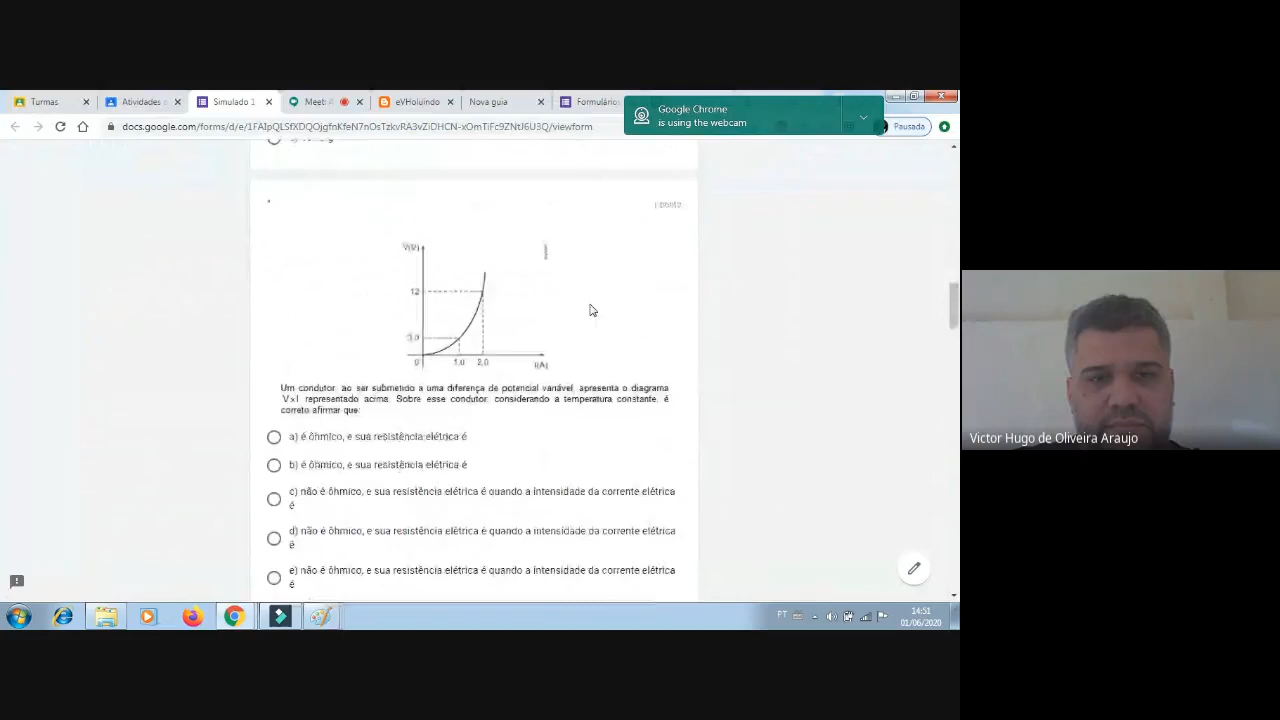 Turmas
Atividades
Simulado 1
Meet
eVHoluindo
Nova guia
Formulários
Google Chrome
is using the webcam
docs.google.com/forms/d/e/1FAIpQLSfXDQOjgfnKfeN7nOsTzkvRA3vZiDHCN-xOmTiFc9ZNtJ6U3Q/viewform
Pausada
*
V(V)
12
3,0
0
1,0
2,0
I(A)
Um condutor, ao ser submetido a uma diferença de potencial variável, apresenta o diagrama
V×I representado acima. Sobre esse condutor, considerando a temperatura constante, é
correto afirmar que:
a) é ôhmico, e sua resistência elétrica é
b) é ôhmico, e sua resistência elétrica é
c) não é ôhmico, e sua resistência elétrica é quando a intensidade da corrente elétrica
é
d) não é ôhmico, e sua resistência elétrica é quando a intensidade da corrente elétrica
é
e) não é ôhmico, e sua resistência elétrica é quando a intensidade da corrente elétrica
é
Victor Hugo de Oliveira Araujo
PT
14:51
01/06/2020